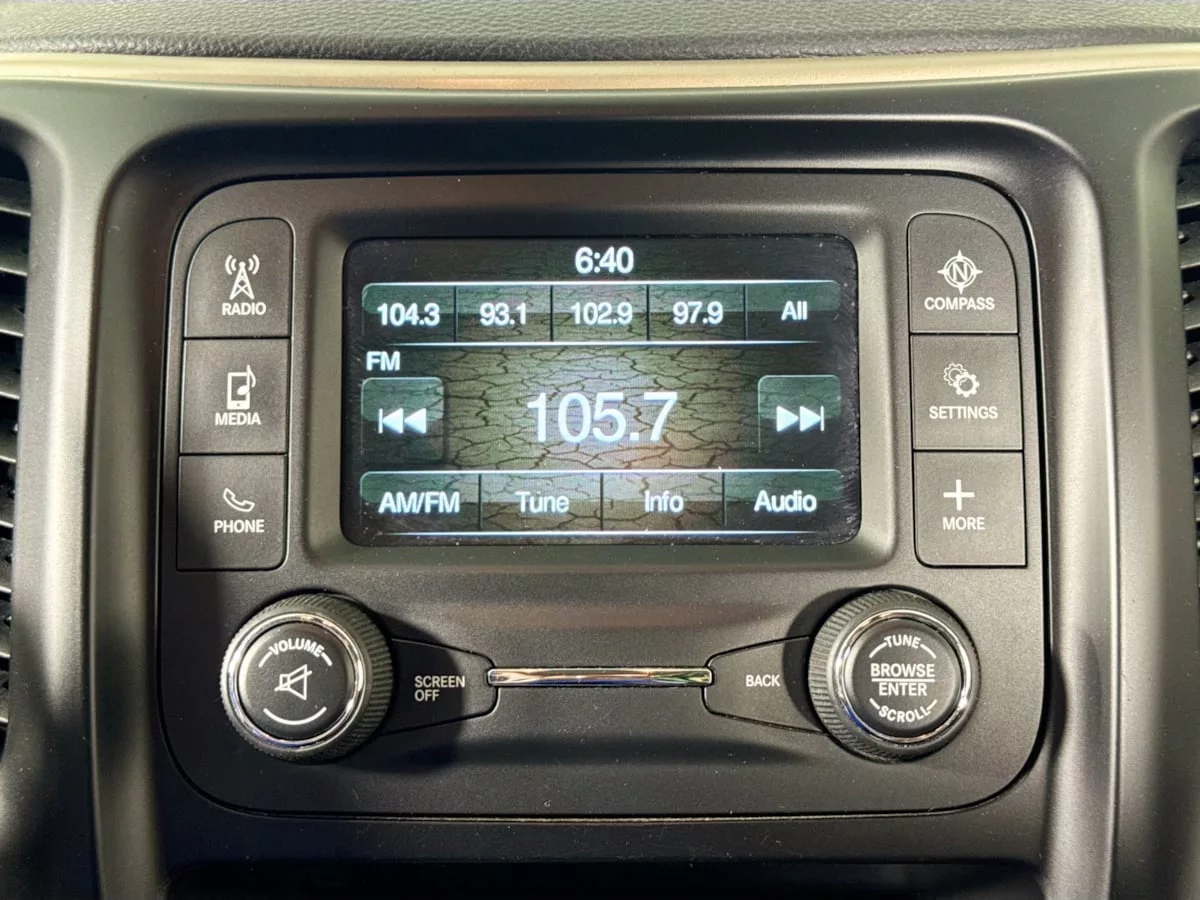 6:40
104.3 93.1 102.9 97.9 All
FM
105.7
AM/FM Tune Info Audio
RADIO
MEDIA
PHONE
N
COMPASS
SETTINGS
MORE
VOLUME
SCREEN
OFF
BACK
TUNE
BROWSE
ENTER
SCROLL